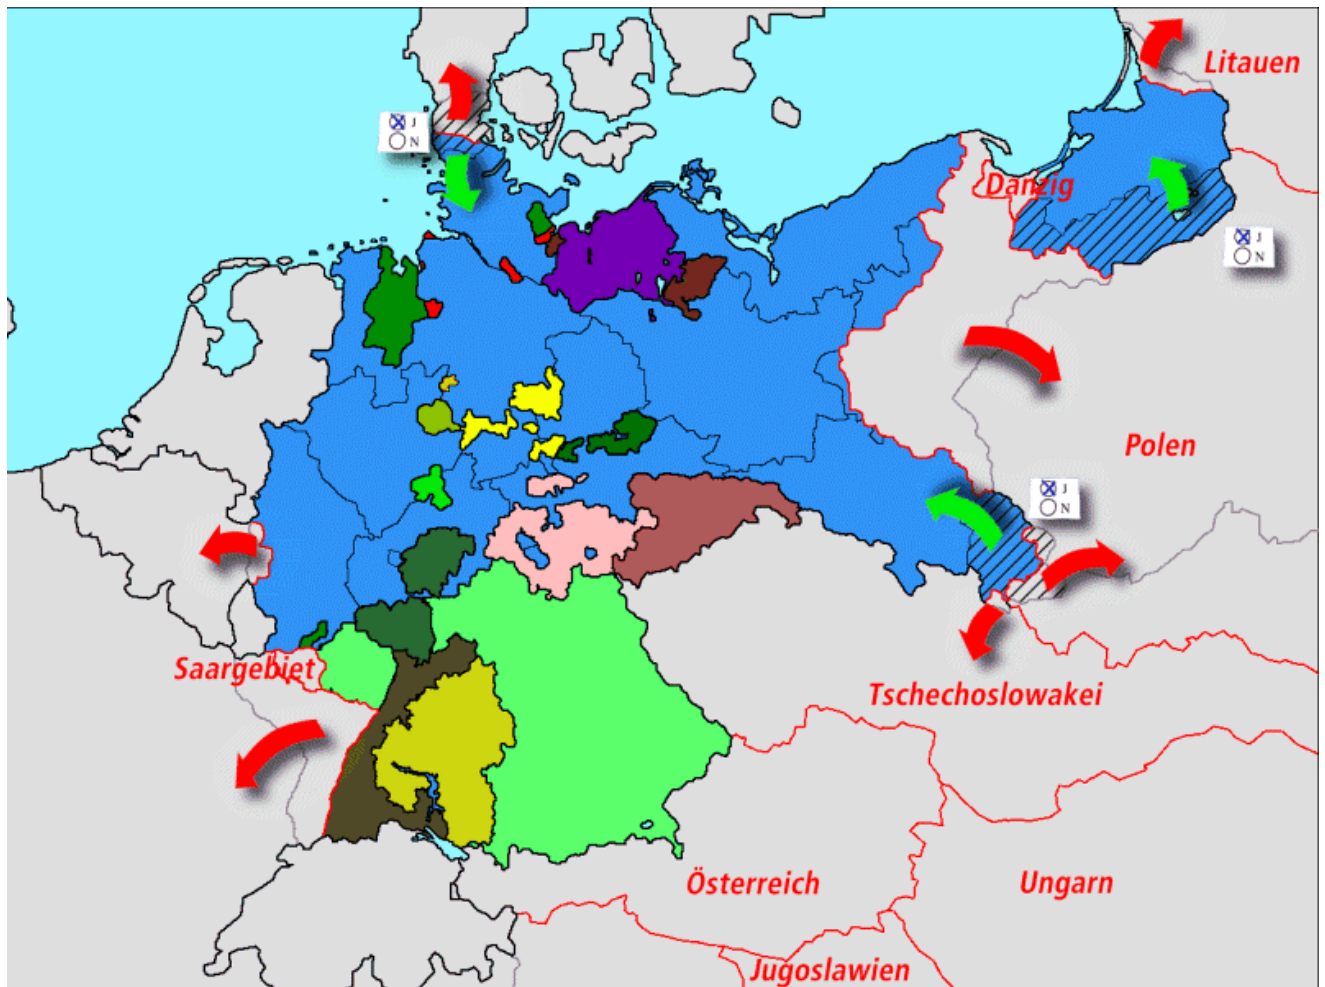 Litauen
J
N
Danzig
J
N
Polen
J
N
Saargebiet
Tschechoslowakei
Österreich
Ungarn
Jugoslawien